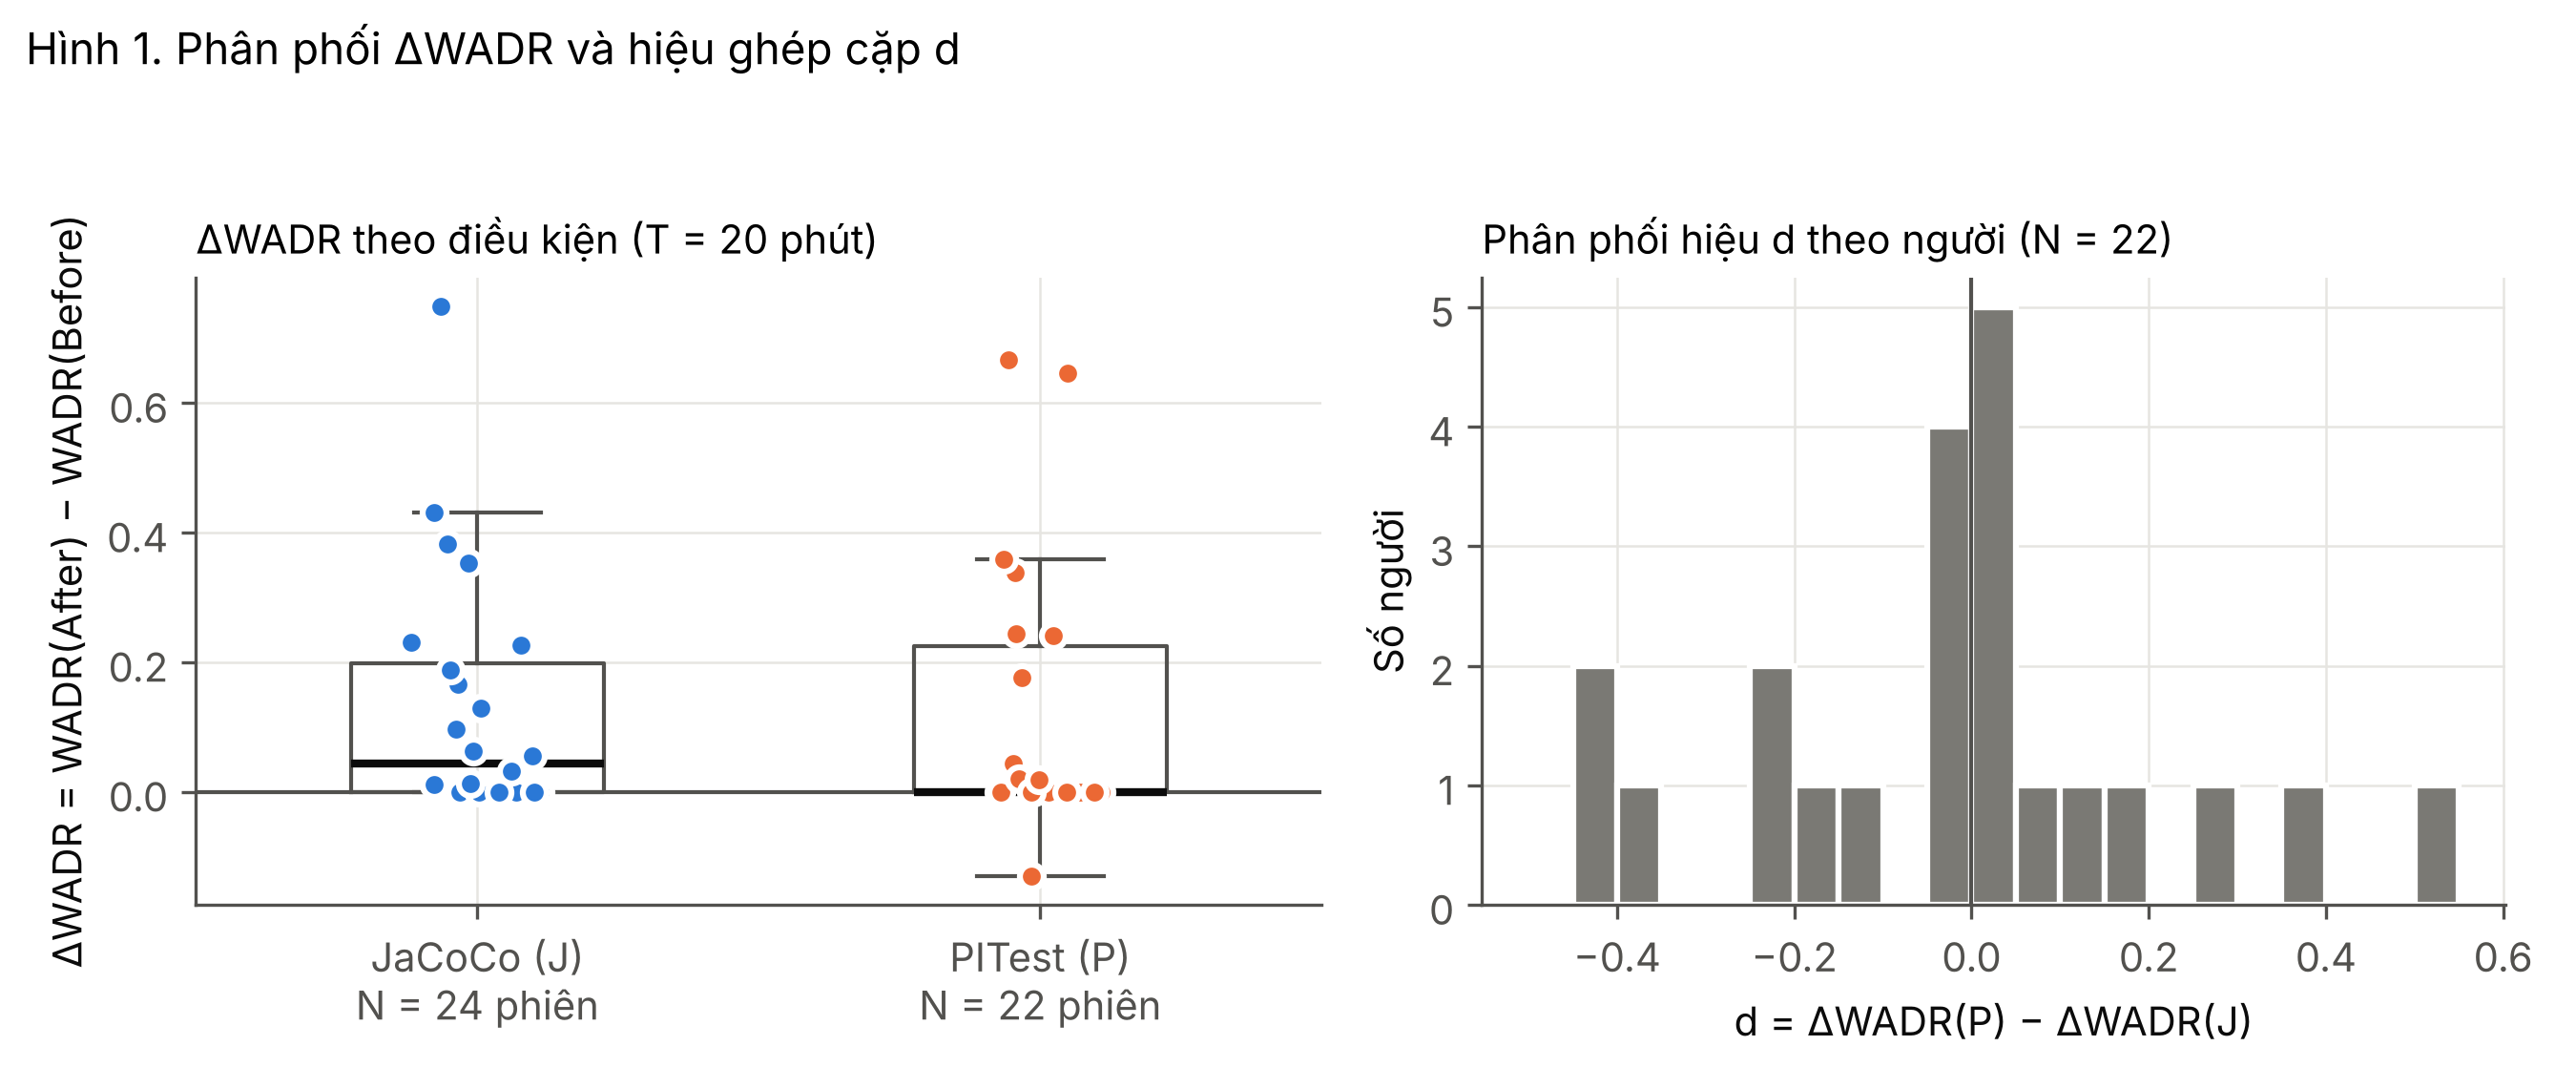 Hình 1. Phân phối ΔWADR và hiệu ghép cặp d
ΔWADR theo điều kiện (T = 20 phút)
ΔWADR = WADR(After) − WADR(Before)
0.6
0.4
0.2
0.0
JaCoCo (J)
N = 24 phiên
PITest (P)
N = 22 phiên
Phân phối hiệu d theo người (N = 22)
Số người
5
4
3
2
1
0
−0.4
−0.2
0.0
0.2
0.4
0.6
d = ΔWADR(P) − ΔWADR(J)